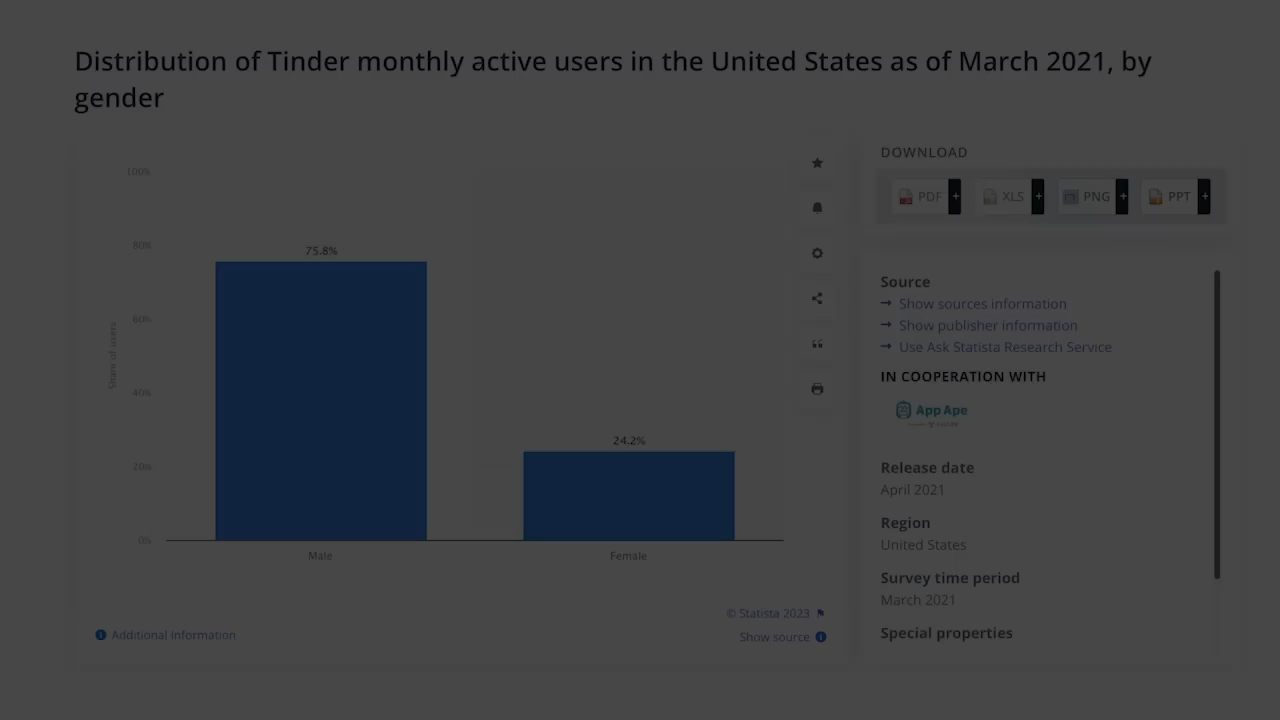 Distribution of Tinder monthly active users in the United States as of March 2021, by
gender
100%
80%
60%
40%
20%
0%
Share of users
75.8%
24.2%
Male
Female
© Statista 2023
Additional Information
Show source
DOWNLOAD
PDF + XLS + PNG + PPT +
Source
→ Show sources information
→ Show publisher information
→ Use Ask Statista Research Service
IN COOPERATION WITH
App Ape
Release date
April 2021
Region
United States
Survey time period
March 2021
Special properties